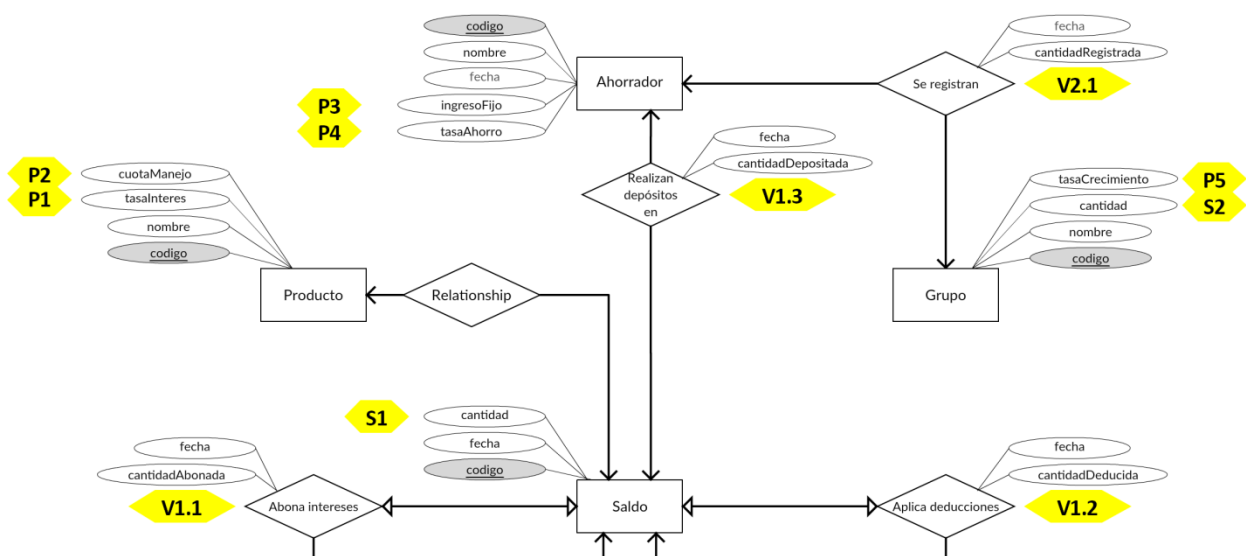 codigo
nombre
fecha
ingresoFijo
tasaAhorro
P3
P4
Ahorrador
Se registran
fecha
cantidadRegistrada
V2.1
P2
P1
cuotaManejo
tasaInteres
nombre
codigo
Producto
Relationship
Realizan
depósitos
en
fecha
cantidadDepositada
V1.3
tasaCrecimiento
cantidad
nombre
codigo
P5
S2
Grupo
S1
cantidad
fecha
codigo
Saldo
fecha
cantidadAbonada
V1.1
Abona intereses
Aplica deducciones
fecha
cantidadDeducida
V1.2